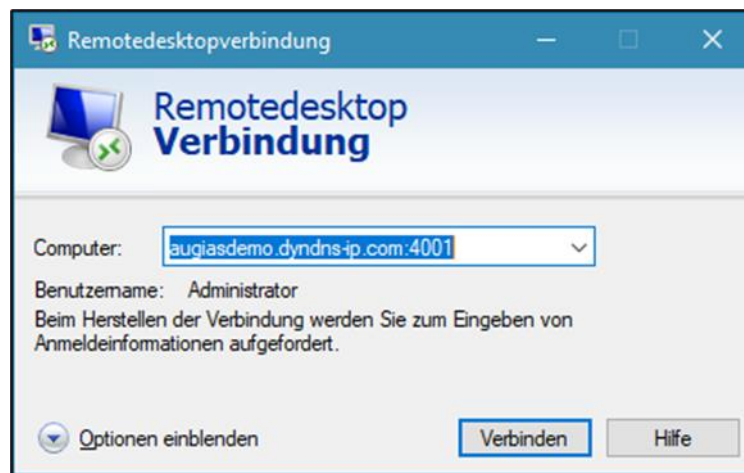 Remotedesktopverbindung
Remotedesktop
Verbindung
Computer: augiasdemo.dyndns-ip.com:4001
Benutzername: Administrator
Beim Herstellen der Verbindung werden Sie zum Eingeben von
Anmeldeinformationen aufgefordert.
Optionen einblenden Verbinden Hilfe